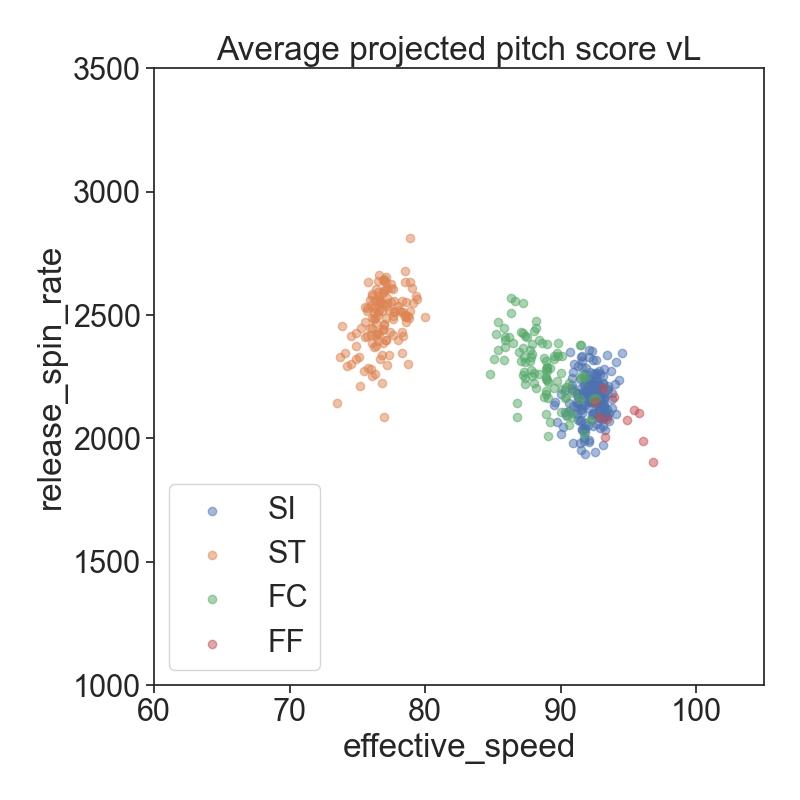 Average projected pitch score vL
3500
3000
2500
2000
1500
1000
release_spin_rate
SI
ST
FC
FF
60 70 80 90 100
effective_speed